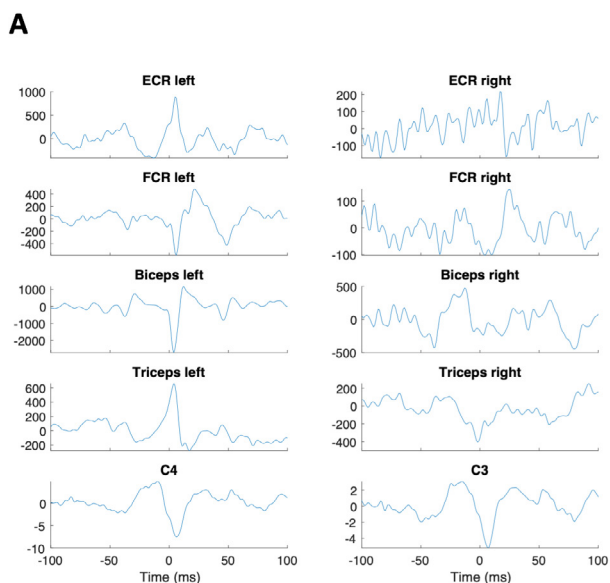 A
ECR left
1000
500
0
ECR right
200
100
0
-100
FCR left
400
200
0
-200
-400
FCR right
100
0
-100
Biceps left
1000
0
-1000
-2000
Biceps right
500
0
-500
Triceps left
600
400
200
0
-200
Triceps right
200
0
-200
-400
C4
0
-5
-10
-100 -50 0 50 100
Time (ms)
C3
2
0
-2
-4
-100 -50 0 50 100
Time (ms)